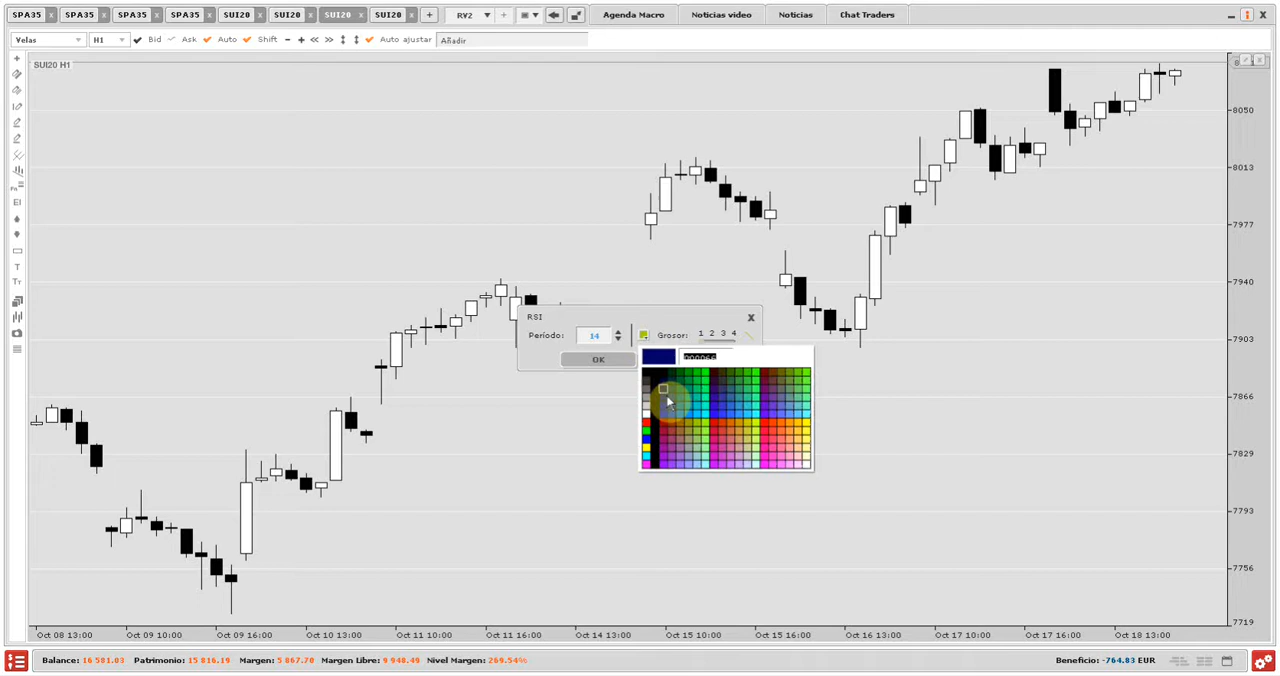 SPA35 x SPA35 x SPA35 x SPA35 x SUI20 x SUI20 x SUI20 x SUI20 x + RV2 + Agenda Macro Noticias video Noticias Chat Traders i X
Velas H1 Bid Ask Auto Shift - + << >> Auto ajustar Añadir
SUI20 H1
8050
8013
7977
7940
7903
7866
7829
7793
7756
7719
RSI X
Período: 14 Grosor: 1 2 3 4
OK
EI
T
Tt
Oct 08 13:00 Oct 09 10:00 Oct 09 16:00 Oct 10 13:00 Oct 11 10:00 Oct 11 16:00 Oct 14 13:00 Oct 15 10:00 Oct 15 16:00 Oct 16 13:00 Oct 17 10:00 Oct 17 16:00 Oct 18 13:00
Balance: 16 581.03 Patrimonio: 15 816.19 Margen: 5 867.70 Margen Libre: 9 948.49 Nivel Margen: 269.54% Beneficio: -764.83 EUR